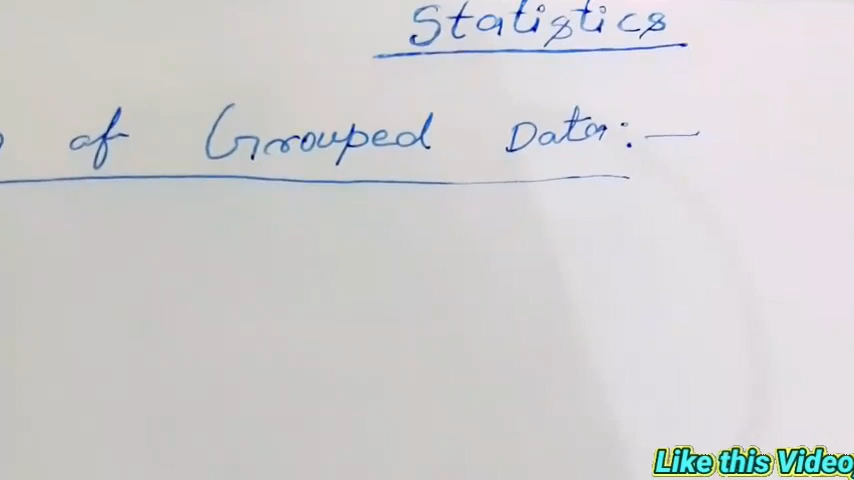 Statistics
of Grouped Data:—
Like this Video